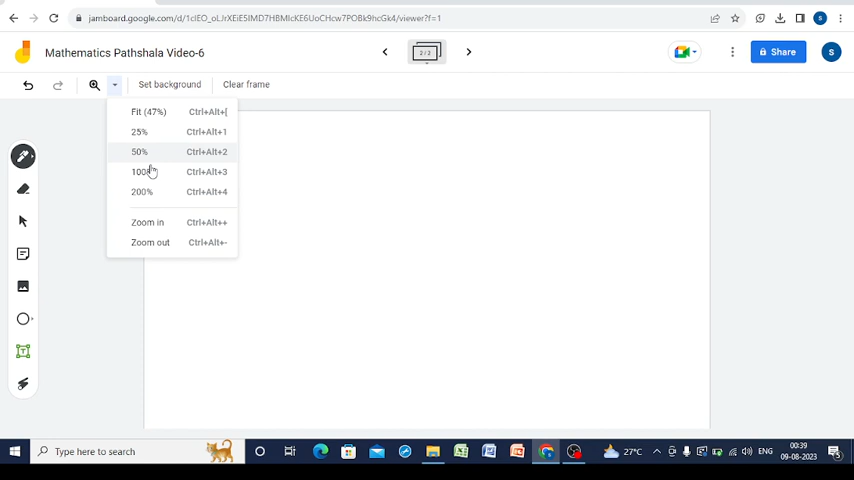 jamboard.google.com/d/1clEO_oLJrXEiE5IMD7HBMlcKE6UoCHcw7POBk9hcGk4/viewer?f=1
Mathematics Pathshala Video-6
2 / 2
Share
S
Set background
Clear frame
Fit (47%) Ctrl+Alt+[
25% Ctrl+Alt+1
50% Ctrl+Alt+2
100% Ctrl+Alt+3
200% Ctrl+Alt+4
Zoom in Ctrl+Alt++
Zoom out Ctrl+Alt+-
Type here to search
27°C
ENG
00:39
09-08-2023